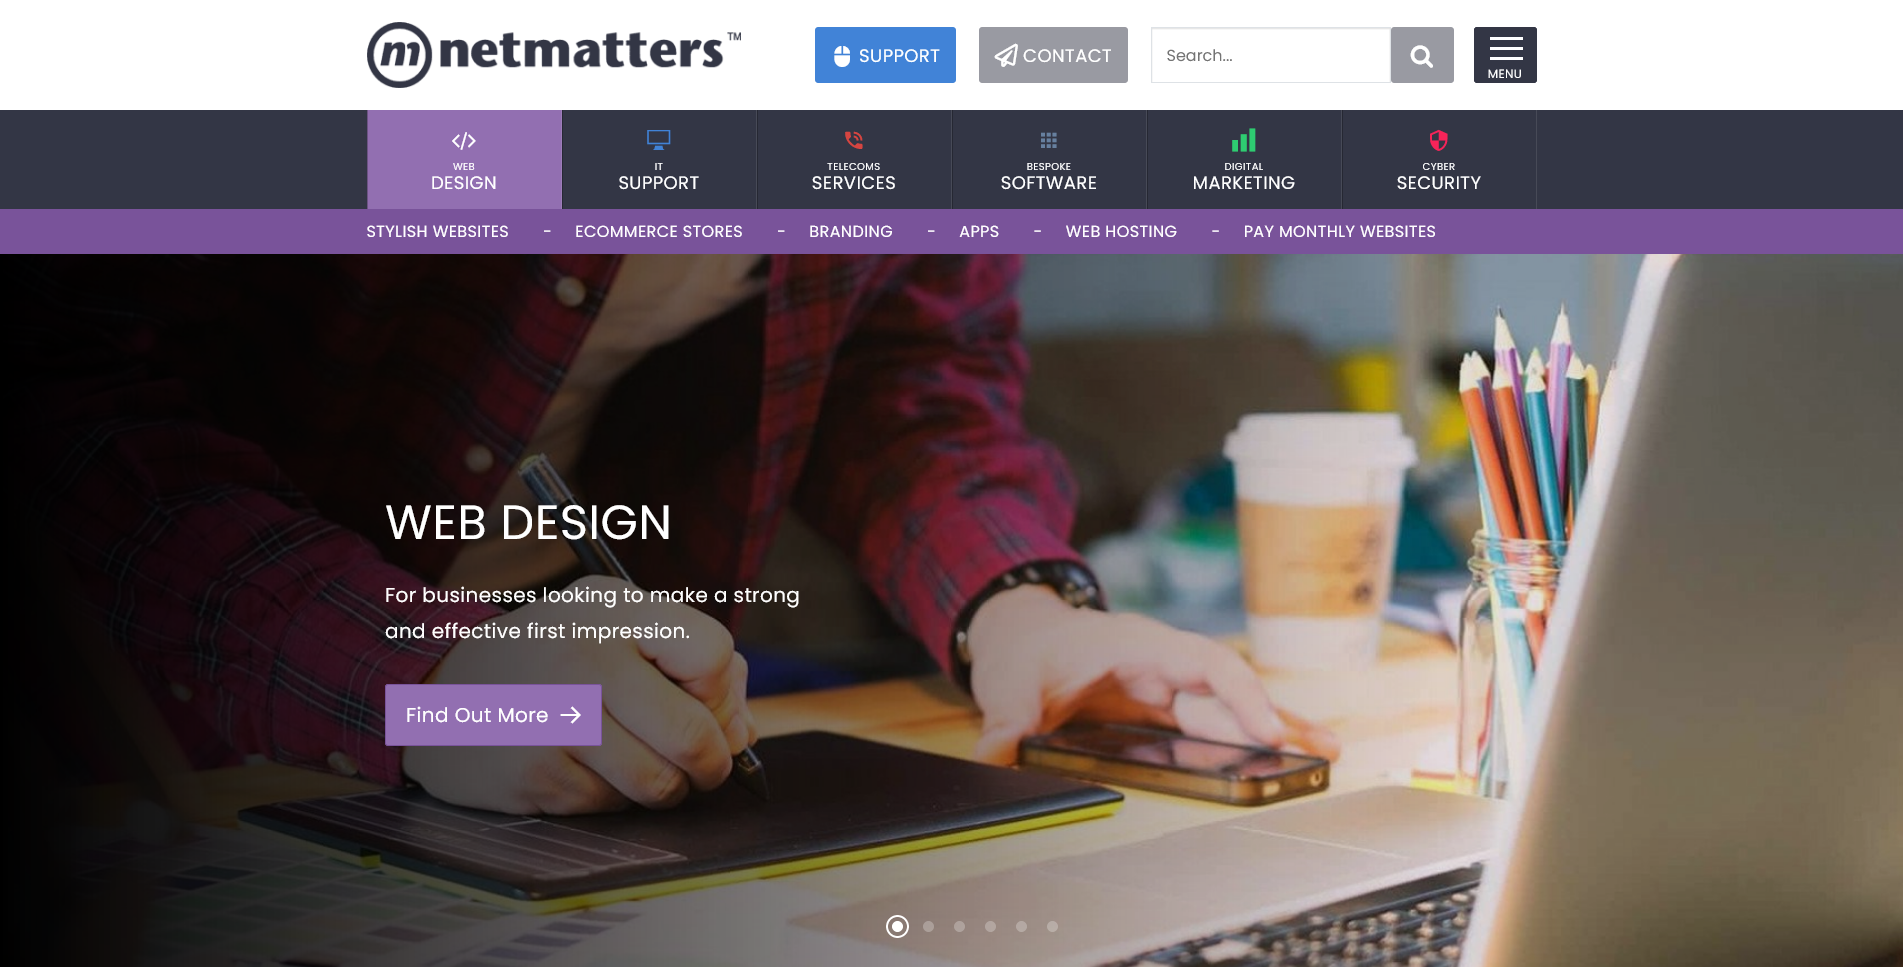 m netmatters™
SUPPORT
CONTACT
Search...
MENU
WEB
DESIGN
IT
SUPPORT
TELECOMS
SERVICES
BESPOKE
SOFTWARE
DIGITAL
MARKETING
CYBER
SECURITY
STYLISH WEBSITES - ECOMMERCE STORES - BRANDING - APPS - WEB HOSTING - PAY MONTHLY WEBSITES
WEB DESIGN
For businesses looking to make a strong
and effective first impression.
Find Out More →